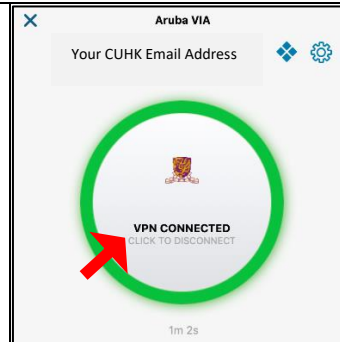 Aruba VIA
Your CUHK Email Address
VPN CONNECTED
CLICK TO DISCONNECT
1m 2s